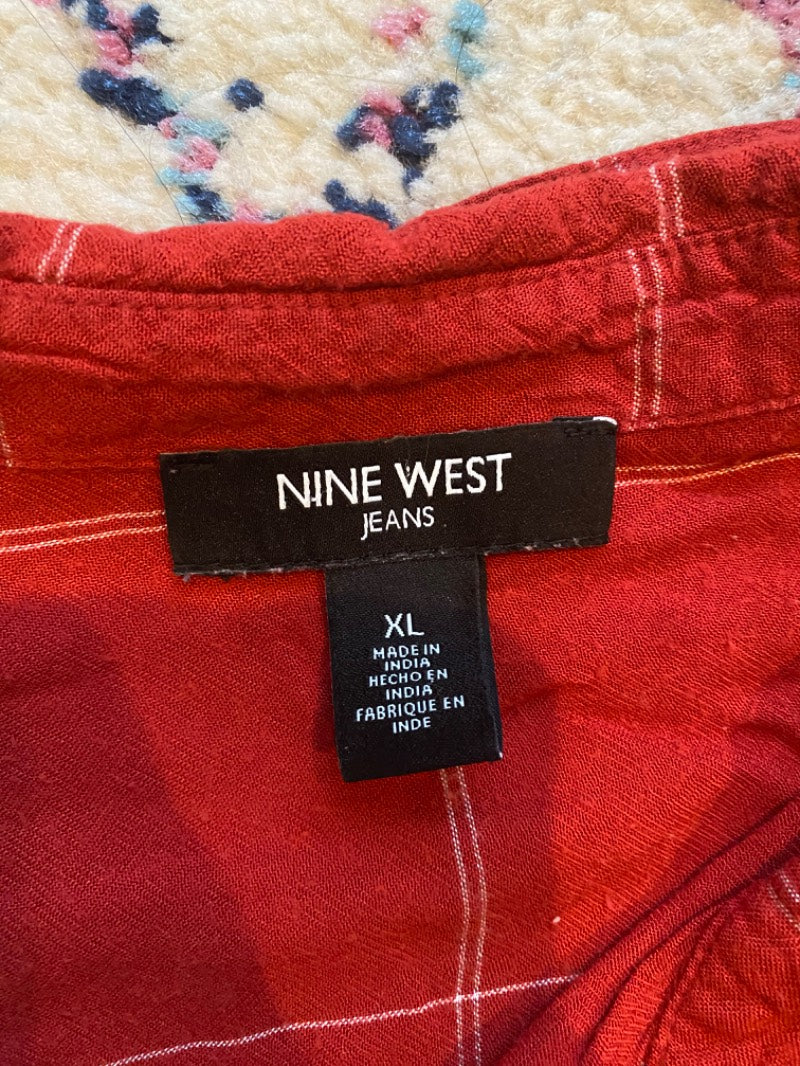 NINE WEST
JEANS
XL
MADE IN
INDIA
HECHO EN
INDIA
FABRIQUE EN
INDE